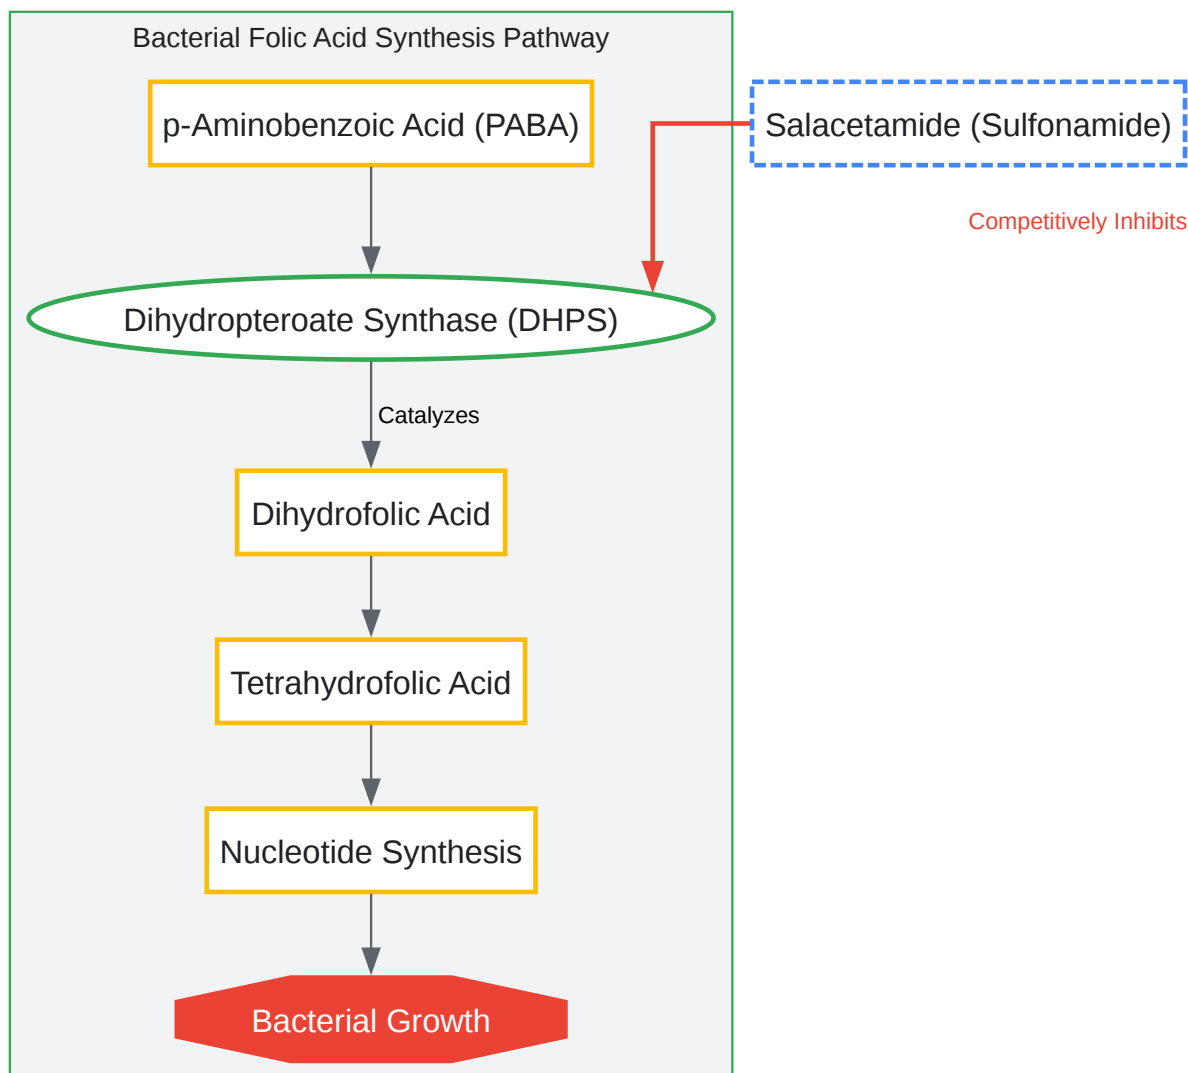 Bacterial Folic Acid Synthesis Pathway
p-Aminobenzoic Acid (PABA)
Salacetamide (Sulfonamide)
Competitively Inhibits
Dihydropteroate Synthase (DHPS)
Catalyzes
Dihydrofolic Acid
Tetrahydrofolic Acid
Nucleotide Synthesis
Bacterial Growth